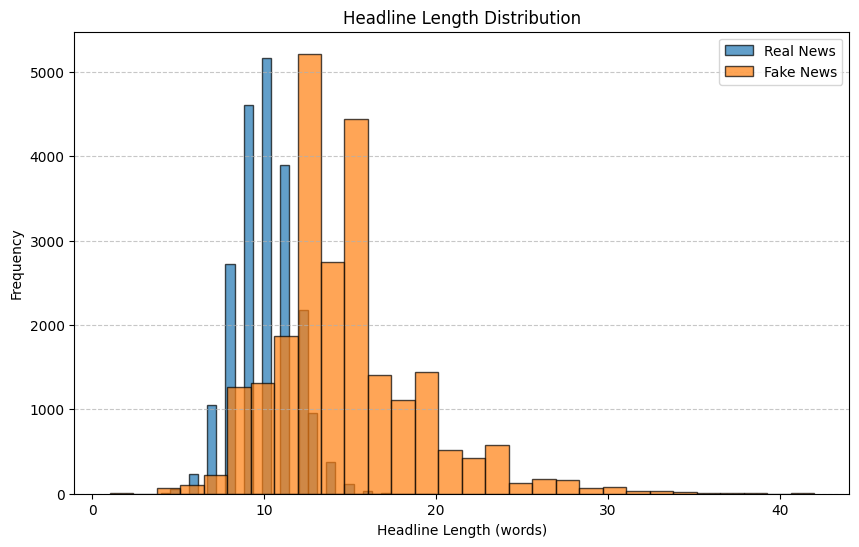 Headline Length Distribution
Real News
Fake News
5000
4000
3000
2000
1000
0
Frequency
0 10 20 30 40
Headline Length (words)